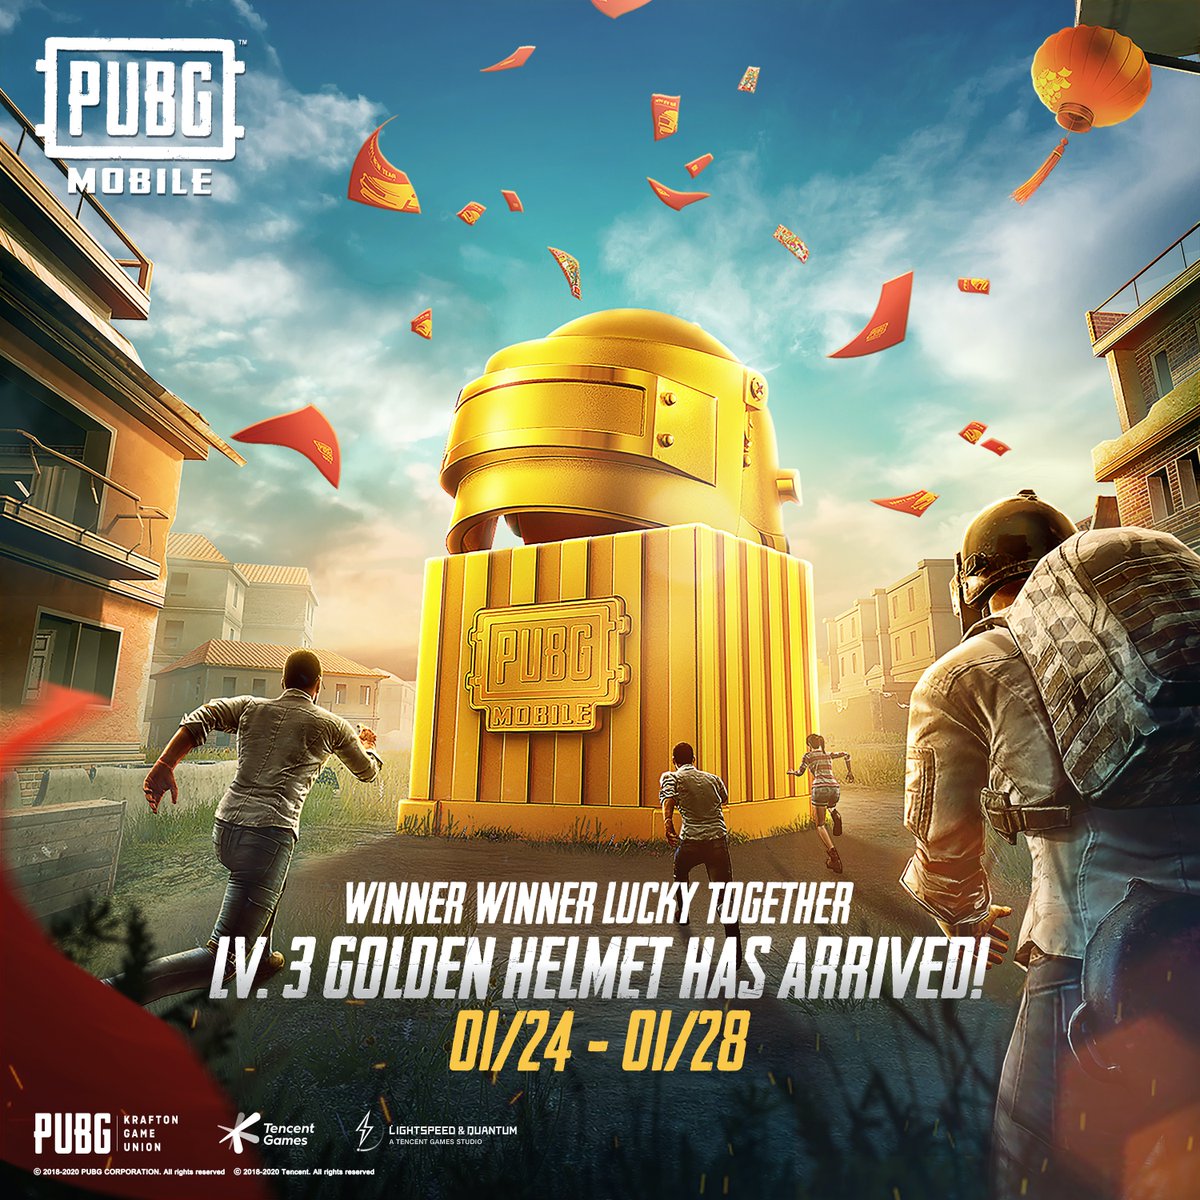 PUBG
TM
MOBILE
PUBG
MOBILE
WINNER WINNER LUCKY TOGETHER
LV. 3 GOLDEN HELMET HAS ARRIVED!
01/24 - 01/28
PUBG
KRAFTON
GAME
UNION
Tencent
Games
LIGHTSPEED & QUANTUM
A TENCENT GAMES STUDIO
© 2018-2020 PUBG CORPORATION. All rights reserved © 2018-2020 Tencent. All rights reserved